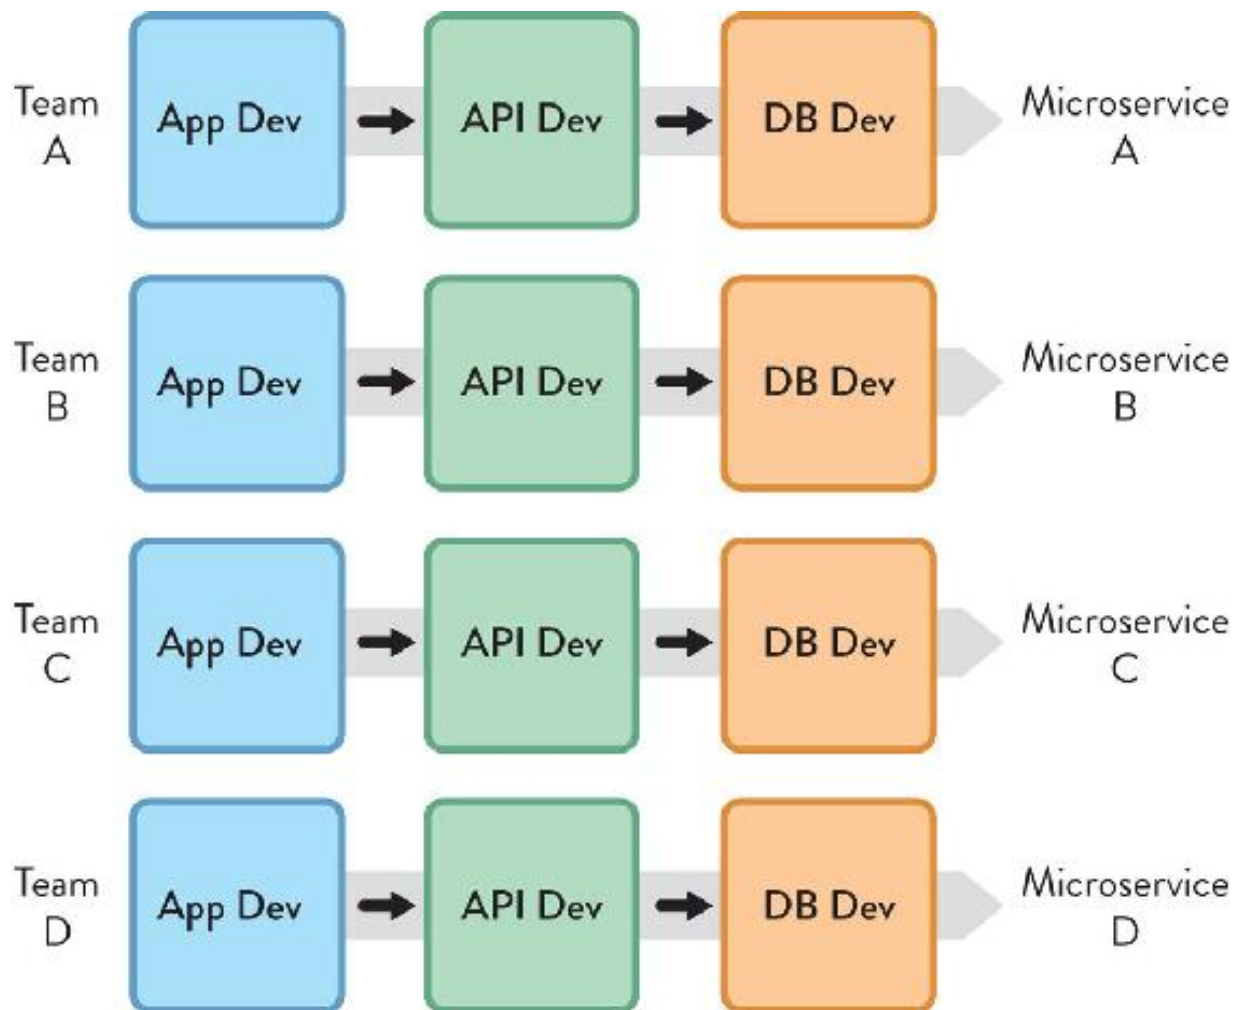 Team
A
App Dev
API Dev
DB Dev
Microservice
A
Team
B
App Dev
API Dev
DB Dev
Microservice
B
Team
C
App Dev
API Dev
DB Dev
Microservice
C
Team
D
App Dev
API Dev
DB Dev
Microservice
D